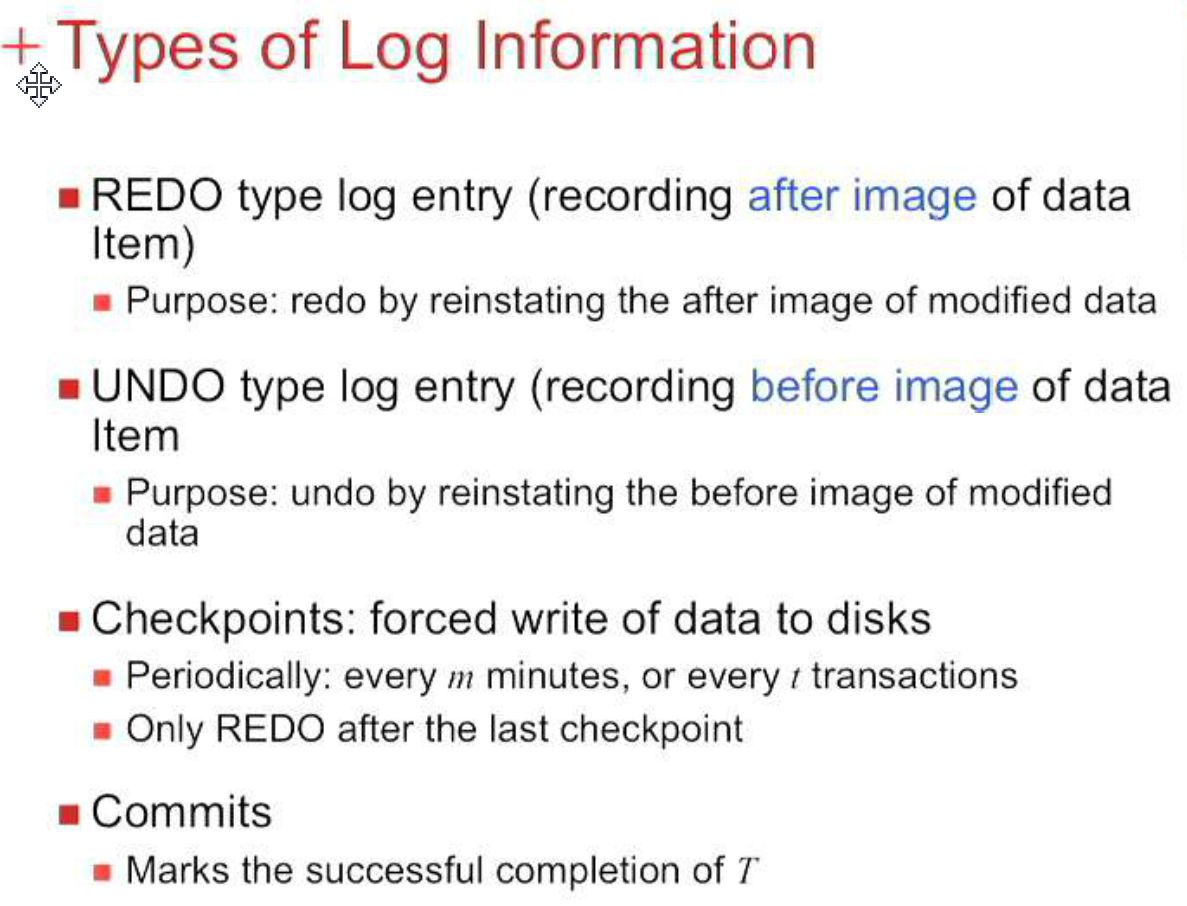 + Types of Log Information
■ REDO type log entry (recording after image of data
Item)
■ Purpose: redo by reinstating the after image of modified data
■ UNDO type log entry (recording before image of data
Item
■ Purpose: undo by reinstating the before image of modified
data
■ Checkpoints: forced write of data to disks
■ Periodically: every m minutes, or every t transactions
■ Only REDO after the last checkpoint
■ Commits
■ Marks the successful completion of T